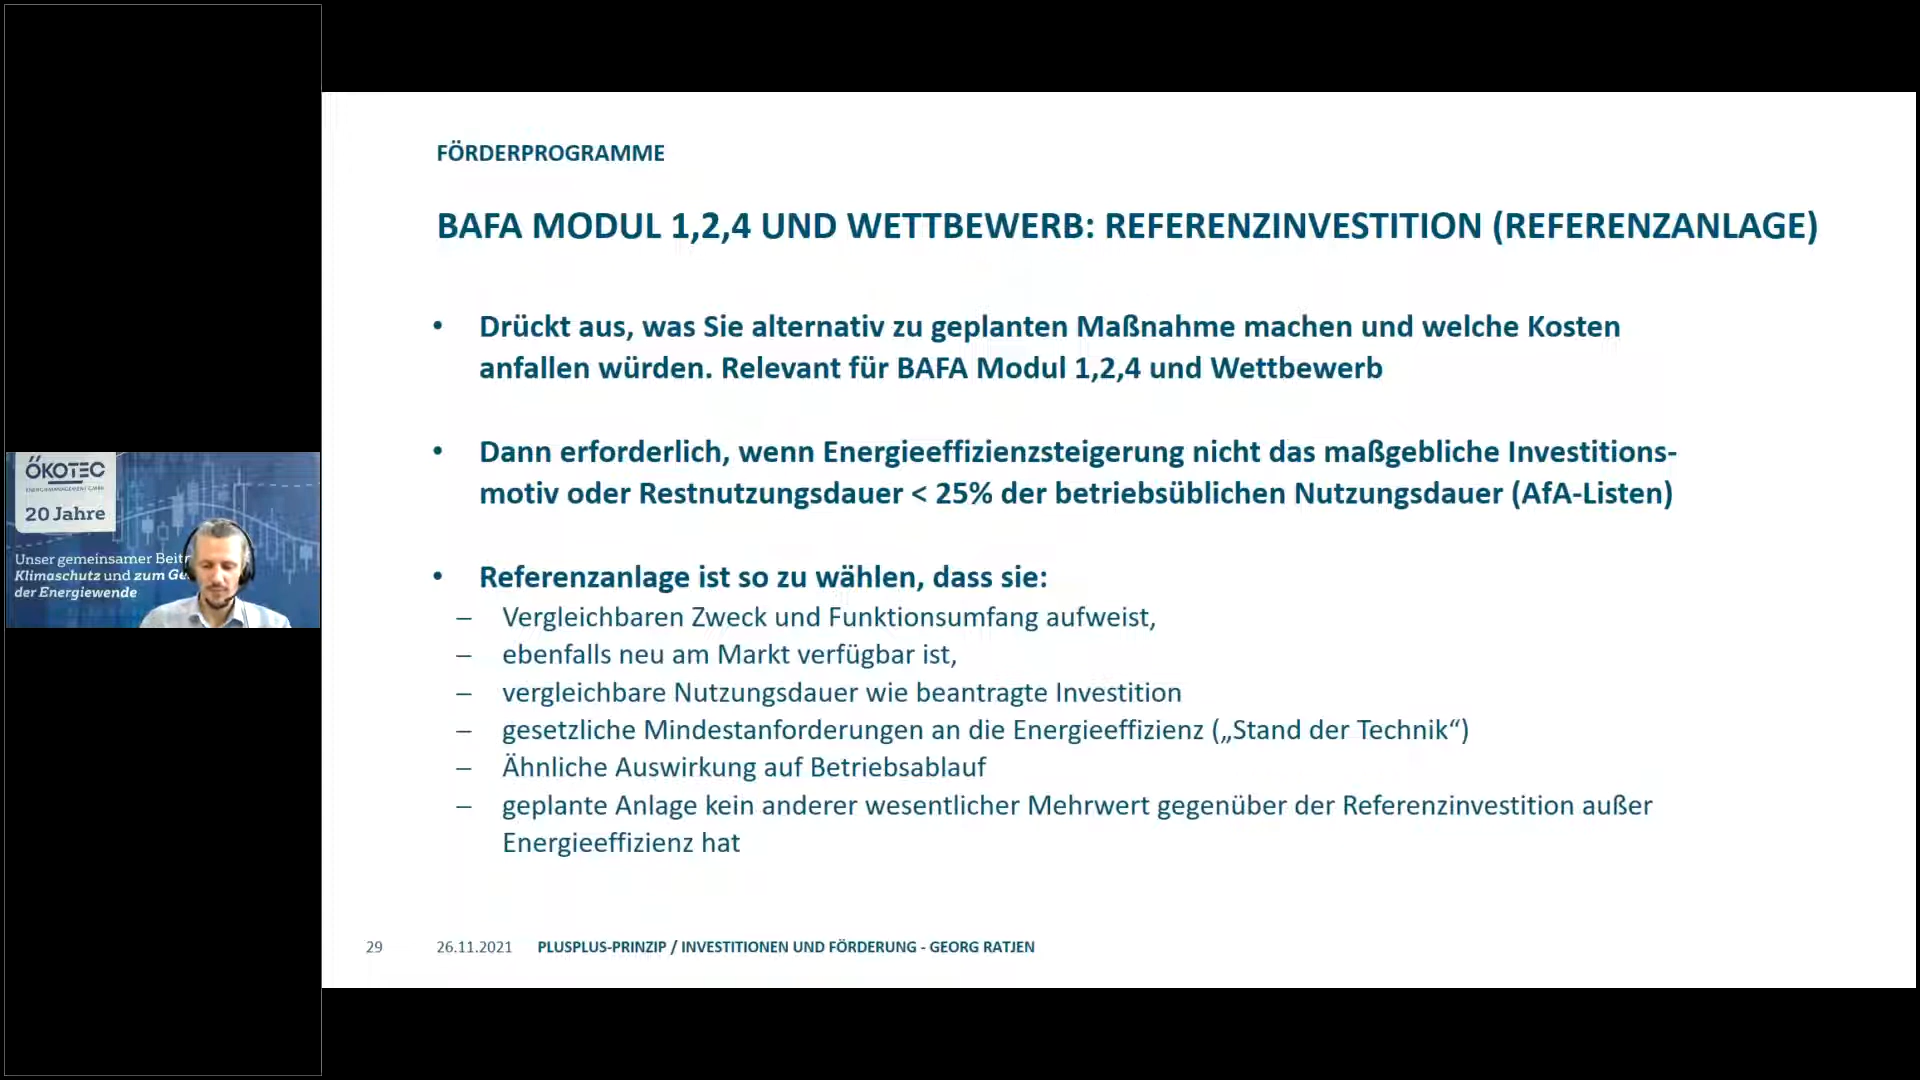 FÖRDERPROGRAMME
BAFA MODUL 1,2,4 UND WETTBEWERB: REFERENZINVESTITION (REFERENZANLAGE)
• Drückt aus, was Sie alternativ zu geplanten Maßnahme machen und welche Kosten
anfallen würden. Relevant für BAFA Modul 1,2,4 und Wettbewerb
• Dann erforderlich, wenn Energieeffizienzsteigerung nicht das maßgebliche Investitions-
motiv oder Restnutzungsdauer < 25% der betriebsüblichen Nutzungsdauer (AfA-Listen)
• Referenzanlage ist so zu wählen, dass sie:
– Vergleichbaren Zweck und Funktionsumfang aufweist,
– ebenfalls neu am Markt verfügbar ist,
– vergleichbare Nutzungsdauer wie beantragte Investition
– gesetzliche Mindestanforderungen an die Energieeffizienz („Stand der Technik“)
– Ähnliche Auswirkung auf Betriebsablauf
– geplante Anlage kein anderer wesentlicher Mehrwert gegenüber der Referenzinvestition außer
Energieeffizienz hat
29 26.11.2021 PLUSPLUS-PRINZIP / INVESTITIONEN UND FÖRDERUNG - GEORG RATJEN
ÖKOTEC
ENERGIEMANAGEMENT GMBH
20 Jahre
Unser gemeinsamer Beitr
Klimaschutz und zum Ge
der Energiewende